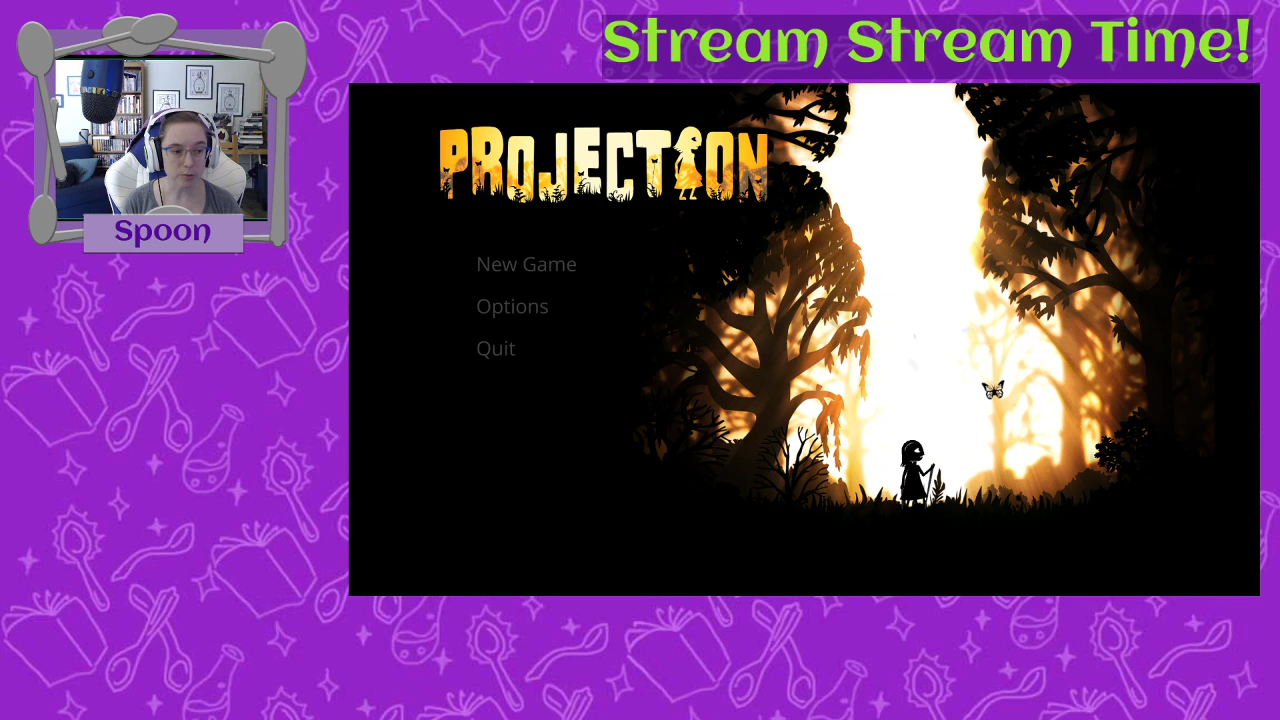 Stream Stream Time!
Spoon
PROJECTION
New Game
Options
Quit